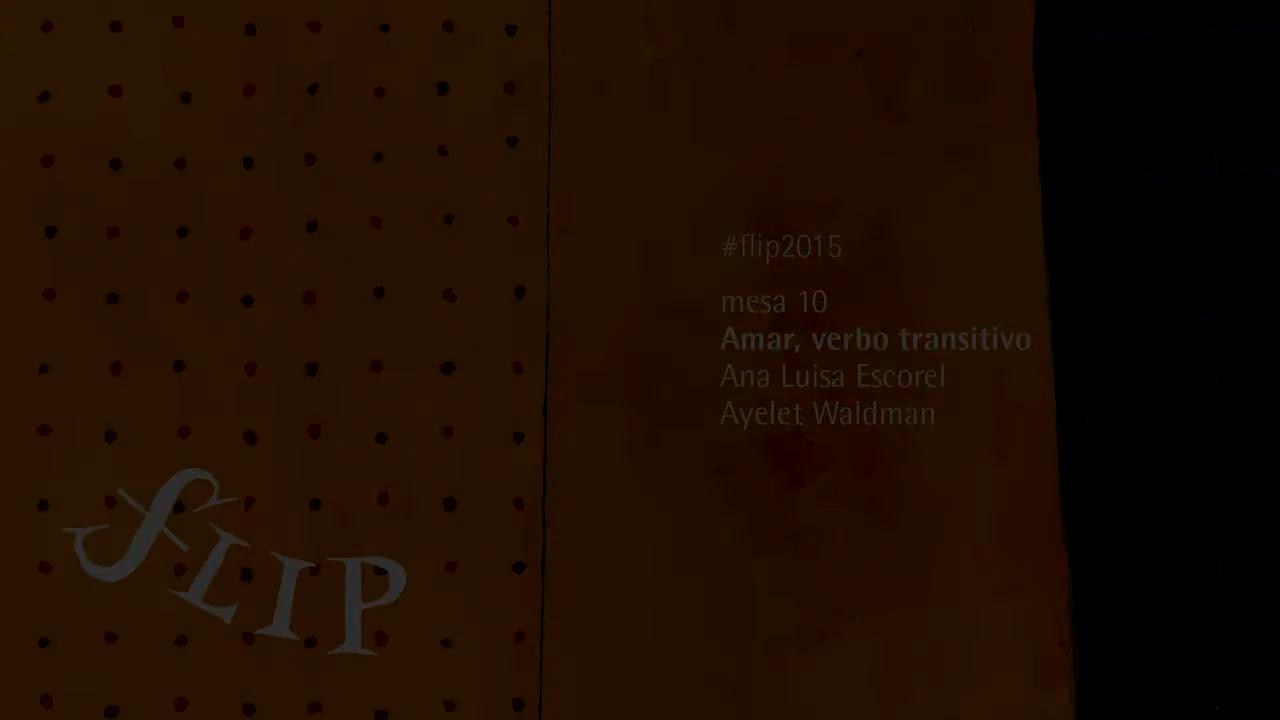 #flip2015
mesa 10
Amar, verbo transitivo
Ana Luisa Escorel
Ayelet Waldman
FLIP